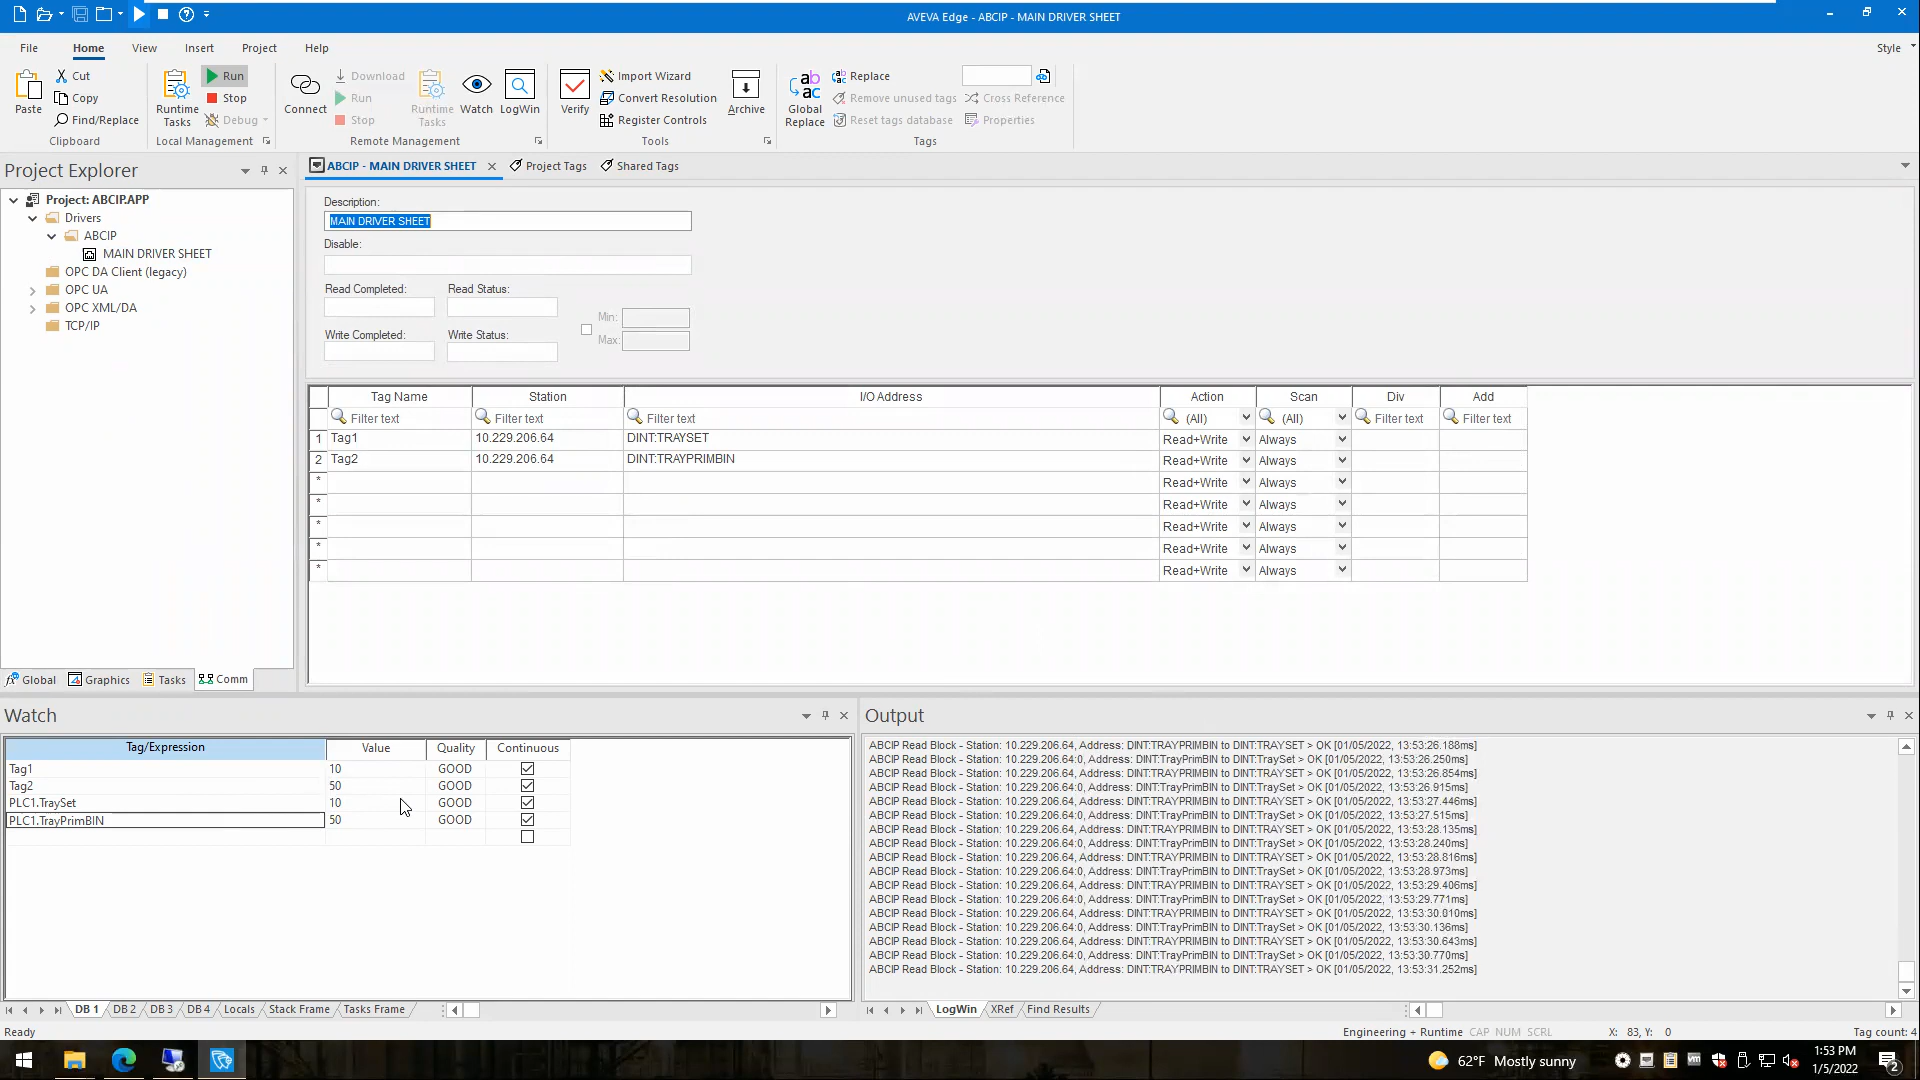 AVEVA Edge - ABCIP - MAIN DRIVER SHEET
File Home View Insert Project Help Style
Paste Cut Copy Find/Replace
Clipboard
Runtime Tasks Run Stop Debug
Local Management
Connect Download Run Stop Runtime Tasks Watch LogWin
Remote Management
Verify Import Wizard Convert Resolution Register Controls Archive
Tools
Global Replace Replace Remove unused tags Reset tags database Cross Reference Properties
Tags
Project Explorer
Project: ABCIP.APP
Drivers
ABCIP
MAIN DRIVER SHEET
OPC DA Client (legacy)
OPC UA
OPC XML/DA
TCP/IP
Global Graphics Tasks Comm
ABCIP - MAIN DRIVER SHEET Project Tags Shared Tags
Description:
MAIN DRIVER SHEET
Disable:
Read Completed: Read Status:
Write Completed: Write Status:
Min:
Max:
Tag Name Station I/O Address Action Scan Div Add
Filter text Filter text Filter text (All) (All) Filter text Filter text
1 Tag1 10.229.206.64 DINT:TRAYSET Read+Write Always
2 Tag2 10.229.206.64 DINT:TRAYPRIMBIN Read+Write Always
* Read+Write Always
* Read+Write Always
* Read+Write Always
* Read+Write Always
* Read+Write Always
Watch
Tag/Expression Value Quality Continuous
Tag1 10 GOOD
Tag2 50 GOOD
PLC1.TraySet 10 GOOD
PLC1.TrayPrimBIN 50 GOOD
DB 1 DB 2 DB 3 DB 4 Locals Stack Frame Tasks Frame
Output
ABCIP Read Block - Station: 10.229.206.64, Address: DINT:TRAYPRIMBIN to DINT:TRAYSET > OK [01/05/2022, 13:53:26.188ms]
ABCIP Read Block - Station: 10.229.206.64:0, Address: DINT:TrayPrimBIN to DINT:TraySet > OK [01/05/2022, 13:53:26.250ms]
ABCIP Read Block - Station: 10.229.206.64, Address: DINT:TRAYPRIMBIN to DINT:TRAYSET > OK [01/05/2022, 13:53:26.854ms]
ABCIP Read Block - Station: 10.229.206.64:0, Address: DINT:TrayPrimBIN to DINT:TraySet > OK [01/05/2022, 13:53:26.915ms]
ABCIP Read Block - Station: 10.229.206.64, Address: DINT:TRAYPRIMBIN to DINT:TRAYSET > OK [01/05/2022, 13:53:27.446ms]
ABCIP Read Block - Station: 10.229.206.64:0, Address: DINT:TrayPrimBIN to DINT:TraySet > OK [01/05/2022, 13:53:27.515ms]
ABCIP Read Block - Station: 10.229.206.64, Address: DINT:TRAYPRIMBIN to DINT:TRAYSET > OK [01/05/2022, 13:53:28.135ms]
ABCIP Read Block - Station: 10.229.206.64:0, Address: DINT:TrayPrimBIN to DINT:TraySet > OK [01/05/2022, 13:53:28.240ms]
ABCIP Read Block - Station: 10.229.206.64, Address: DINT:TRAYPRIMBIN to DINT:TRAYSET > OK [01/05/2022, 13:53:28.816ms]
ABCIP Read Block - Station: 10.229.206.64:0, Address: DINT:TrayPrimBIN to DINT:TraySet > OK [01/05/2022, 13:53:28.973ms]
ABCIP Read Block - Station: 10.229.206.64, Address: DINT:TRAYPRIMBIN to DINT:TRAYSET > OK [01/05/2022, 13:53:29.406ms]
ABCIP Read Block - Station: 10.229.206.64:0, Address: DINT:TrayPrimBIN to DINT:TraySet > OK [01/05/2022, 13:53:29.771ms]
ABCIP Read Block - Station: 10.229.206.64, Address: DINT:TRAYPRIMBIN to DINT:TRAYSET > OK [01/05/2022, 13:53:30.010ms]
ABCIP Read Block - Station: 10.229.206.64:0, Address: DINT:TrayPrimBIN to DINT:TraySet > OK [01/05/2022, 13:53:30.136ms]
ABCIP Read Block - Station: 10.229.206.64, Address: DINT:TRAYPRIMBIN to DINT:TRAYSET > OK [01/05/2022, 13:53:30.643ms]
ABCIP Read Block - Station: 10.229.206.64:0, Address: DINT:TrayPrimBIN to DINT:TraySet > OK [01/05/2022, 13:53:30.770ms]
ABCIP Read Block - Station: 10.229.206.64, Address: DINT:TRAYPRIMBIN to DINT:TRAYSET > OK [01/05/2022, 13:53:31.252ms]
LogWin XRef Find Results
Ready Engineering + Runtime CAP NUM SCRL X: 83, Y: 0 Tag count: 4
62°F Mostly sunny 1:53 PM
1/5/2022 2